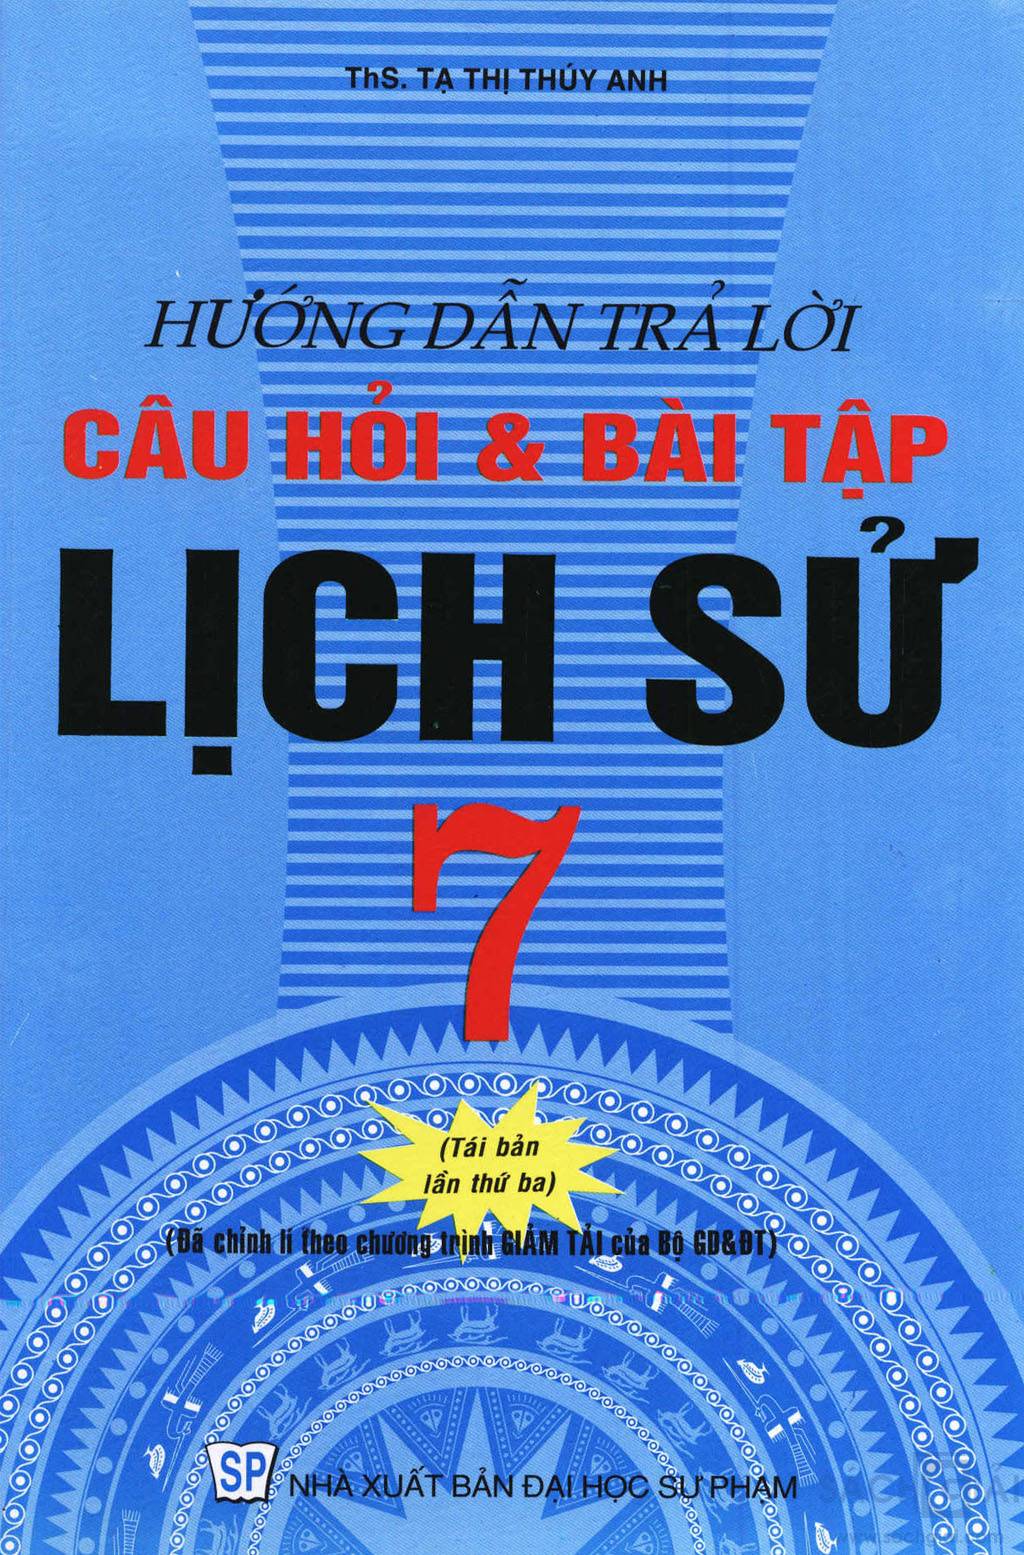 ThS. TẠ THỊ THÚY ANH
HƯỚNG DẪN TRẢ LỜI
CÂU HỎI & BÀI TẬP
LỊCH SỬ
7
(Tái bản
lần thứ ba)
(Đã chỉnh lí theo chương trình GIẢM TẢI của Bộ GD&ĐT)
SP
NHÀ XUẤT BẢN ĐẠI HỌC SƯ PHẠM